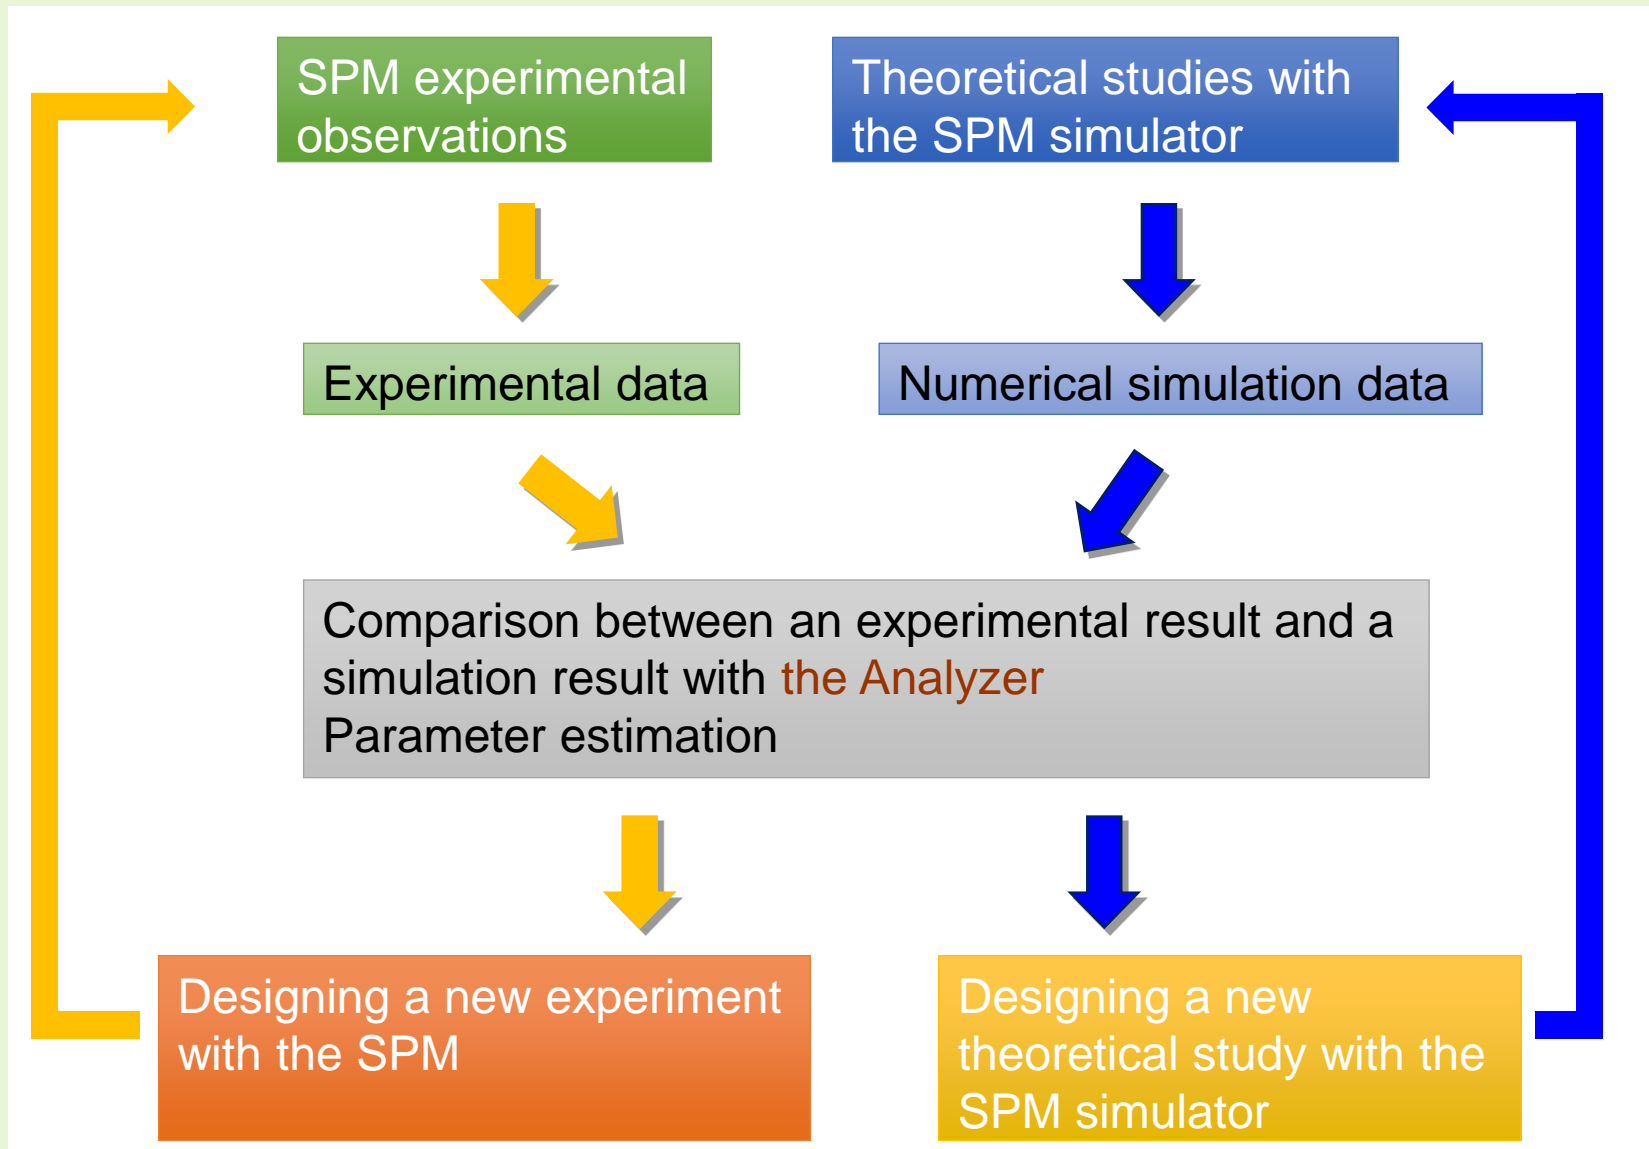 SPM experimental
observations
Theoretical studies with
the SPM simulator
Experimental data
Numerical simulation data
Comparison between an experimental result and a
simulation result with the Analyzer
Parameter estimation
Designing a new experiment
with the SPM
Designing a new
theoretical study with the
SPM simulator